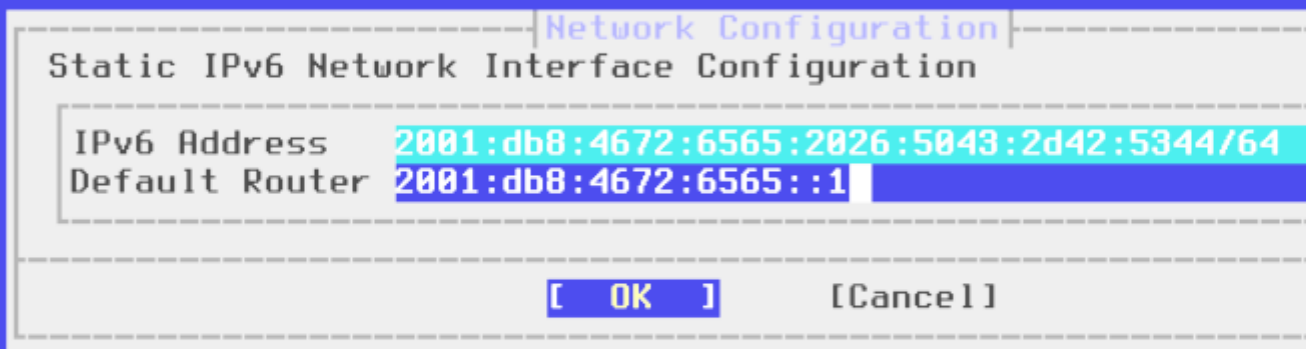 Network Configuration
Static IPv6 Network Interface Configuration
IPv6 Address 2001:db8:4672:6565:2026:5043:2d42:5344/64
Default Router 2001:db8:4672:6565::1
[ OK ] [Cancel]